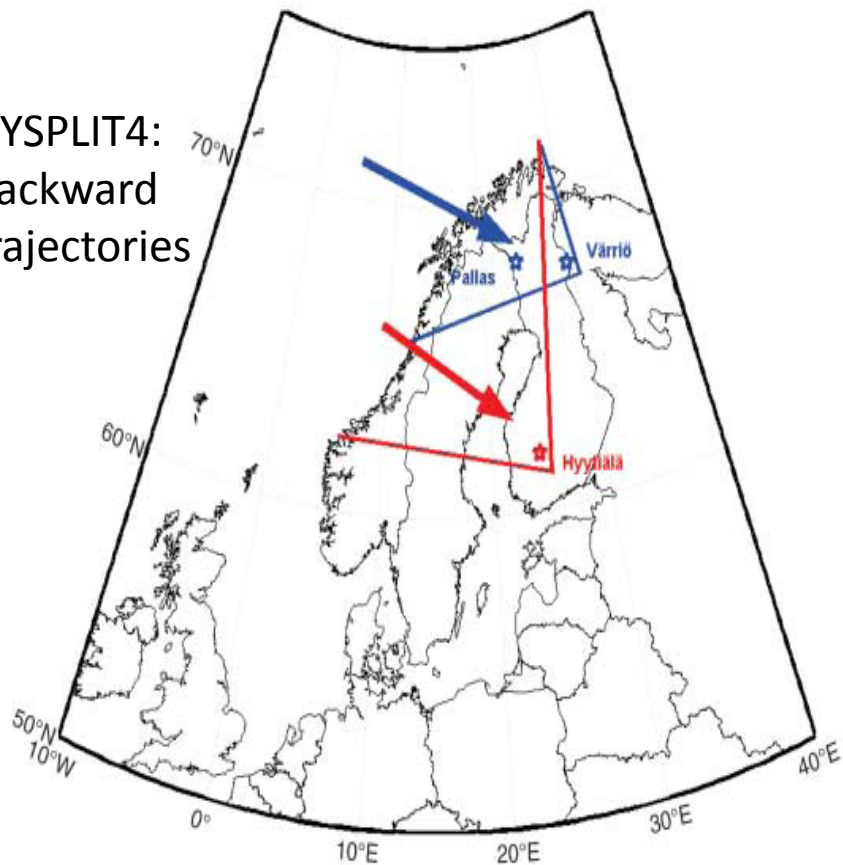 YSPLIT4:
ackward
rajectories
70°N
Värriö
Pallas
60°N
Hyytiälä
50°N
10°W
0°
10°E
20°E
30°E
40°E